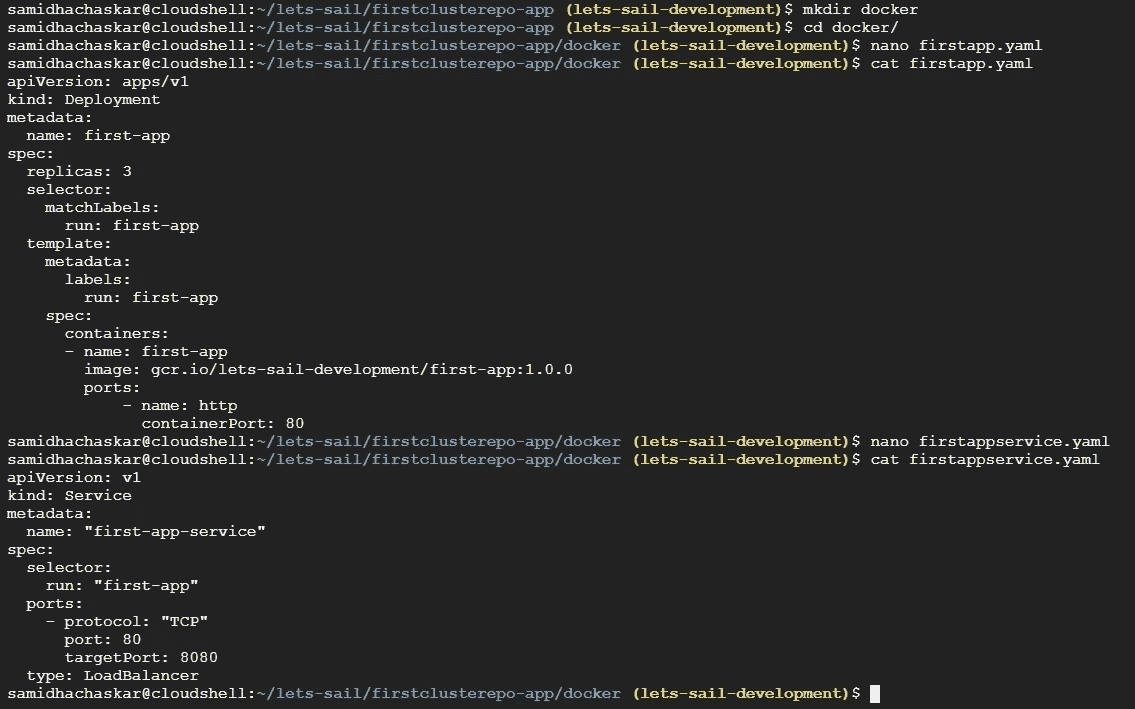 samidhachaskar@cloudshell:~/lets-sail/firstclusterepo-app (lets-sail-development)$ mkdir docker
samidhachaskar@cloudshell:~/lets-sail/firstclusterepo-app (lets-sail-development)$ cd docker/
samidhachaskar@cloudshell:~/lets-sail/firstclusterepo-app/docker (lets-sail-development)$ nano firstapp.yaml
samidhachaskar@cloudshell:~/lets-sail/firstclusterepo-app/docker (lets-sail-development)$ cat firstapp.yaml
apiVersion: apps/v1
kind: Deployment
metadata:
  name: first-app
spec:
  replicas: 3
  selector:
    matchLabels:
      run: first-app
  template:
    metadata:
      labels:
        run: first-app
    spec:
      containers:
      - name: first-app
        image: gcr.io/lets-sail-development/first-app:1.0.0
        ports:
            - name: http
              containerPort: 80
samidhachaskar@cloudshell:~/lets-sail/firstclusterepo-app/docker (lets-sail-development)$ nano firstappservice.yaml
samidhachaskar@cloudshell:~/lets-sail/firstclusterepo-app/docker (lets-sail-development)$ cat firstappservice.yaml
apiVersion: v1
kind: Service
metadata:
  name: "first-app-service"
spec:
  selector:
    run: "first-app"
  ports:
    - protocol: "TCP"
      port: 80
      targetPort: 8080
  type: LoadBalancer
samidhachaskar@cloudshell:~/lets-sail/firstclusterepo-app/docker (lets-sail-development)$